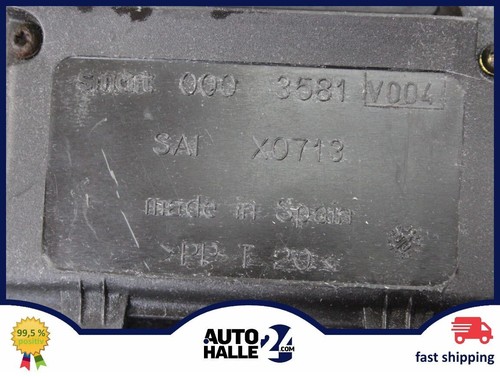 Smart 000 3581 V004
SAI X0713
made in Spain
>PP-T 20<
99,5 %
positiv
AUTO
HALLE 24
.COM
fast shipping